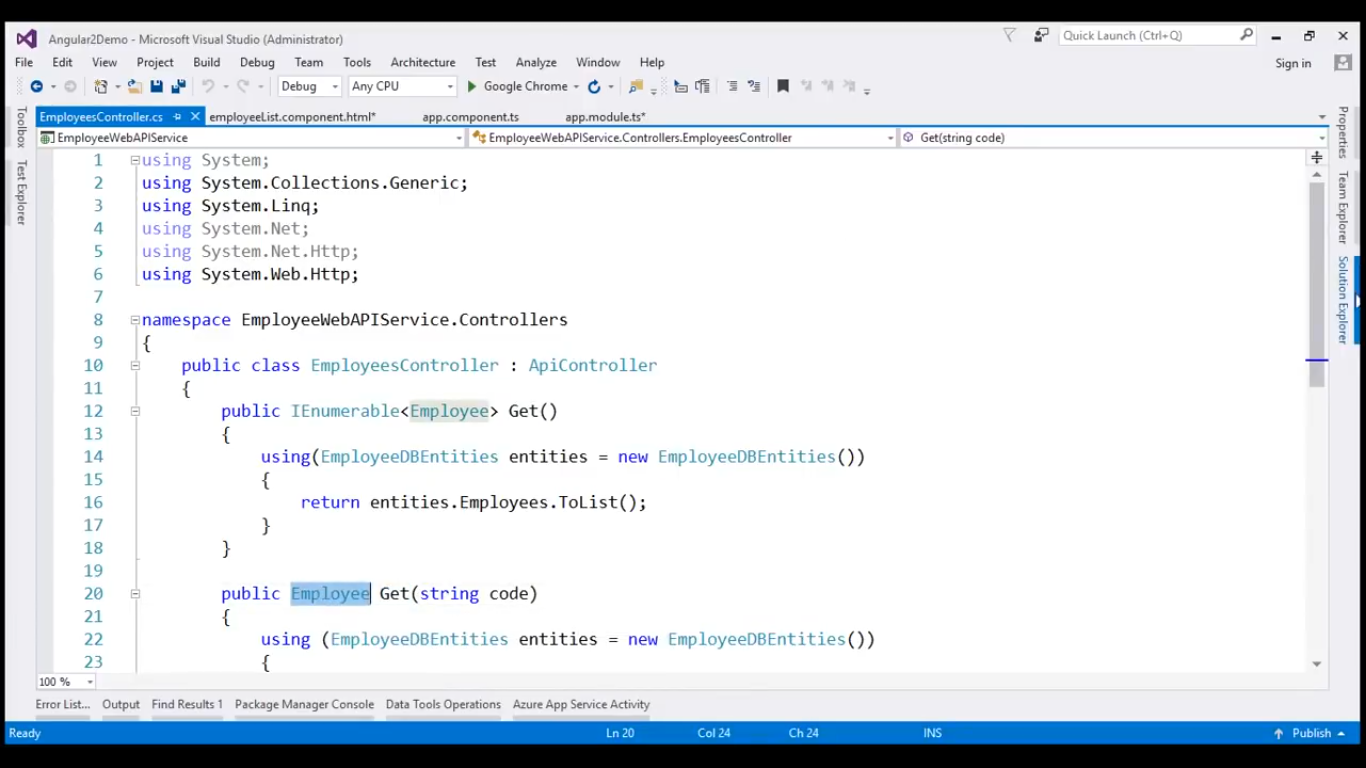 Angular2Demo - Microsoft Visual Studio (Administrator)
Quick Launch (Ctrl+Q)
File Edit View Project Build Debug Team Tools Architecture Test Analyze Window Help
Sign in
Debug Any CPU Google Chrome
EmployeesController.cs employeeList.component.html* app.component.ts app.module.ts*
EmployeeWebAPIService EmployeeWebAPIService.Controllers.EmployeesController Get(string code)
Toolbox
Test Explorer
Properties
Team Explorer
Solution Explorer
1 using System;
2 using System.Collections.Generic;
3 using System.Linq;
4 using System.Net;
5 using System.Net.Http;
6 using System.Web.Http;
7
8 namespace EmployeeWebAPIService.Controllers
9 {
10 public class EmployeesController : ApiController
11 {
12 public IEnumerable<Employee> Get()
13 {
14 using(EmployeeDBEntities entities = new EmployeeDBEntities())
15 {
16 return entities.Employees.ToList();
17 }
18 }
19
20 public Employee Get(string code)
21 {
22 using (EmployeeDBEntities entities = new EmployeeDBEntities())
23 {
100 %
Error List... Output Find Results 1 Package Manager Console Data Tools Operations Azure App Service Activity
Ready Ln 20 Col 24 Ch 24 INS Publish